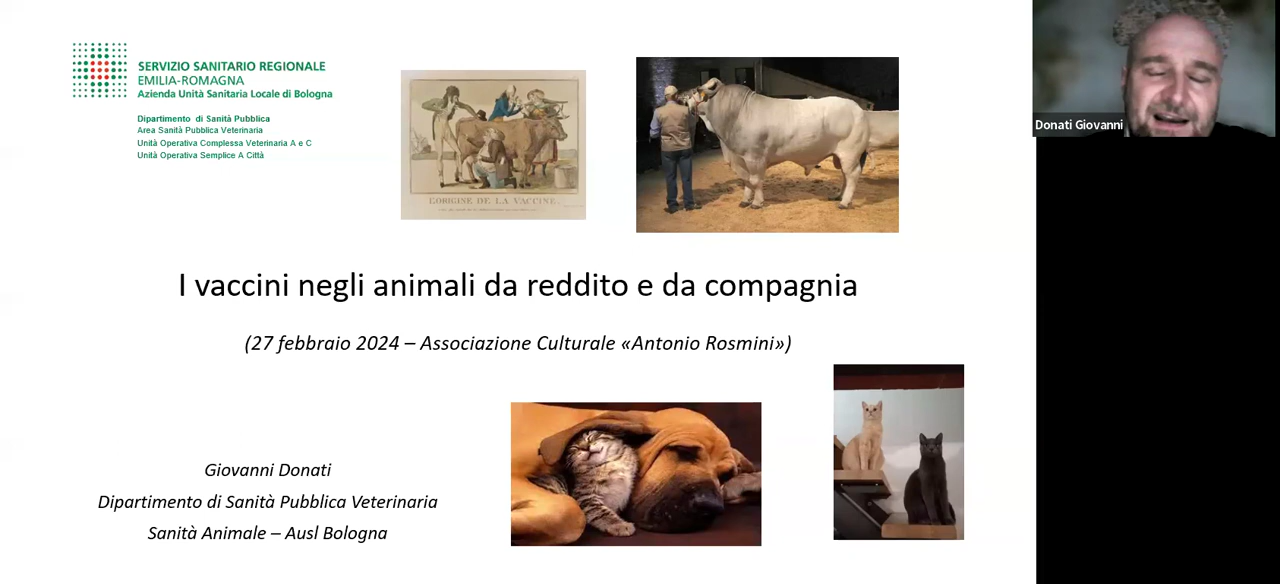 SERVIZIO SANITARIO REGIONALE
EMILIA-ROMAGNA
Azienda Unità Sanitaria Locale di Bologna
Dipartimento di Sanità Pubblica
Area Sanità Pubblica Veterinaria
Unità Operativa Complessa Veterinaria A e C
Unità Operativa Semplice A Città
L'ORIGINE DE LA VACCINE.
Donati Giovanni
I vaccini negli animali da reddito e da compagnia
(27 febbraio 2024 – Associazione Culturale «Antonio Rosmini»)
Giovanni Donati
Dipartimento di Sanità Pubblica Veterinaria
Sanità Animale – Ausl Bologna